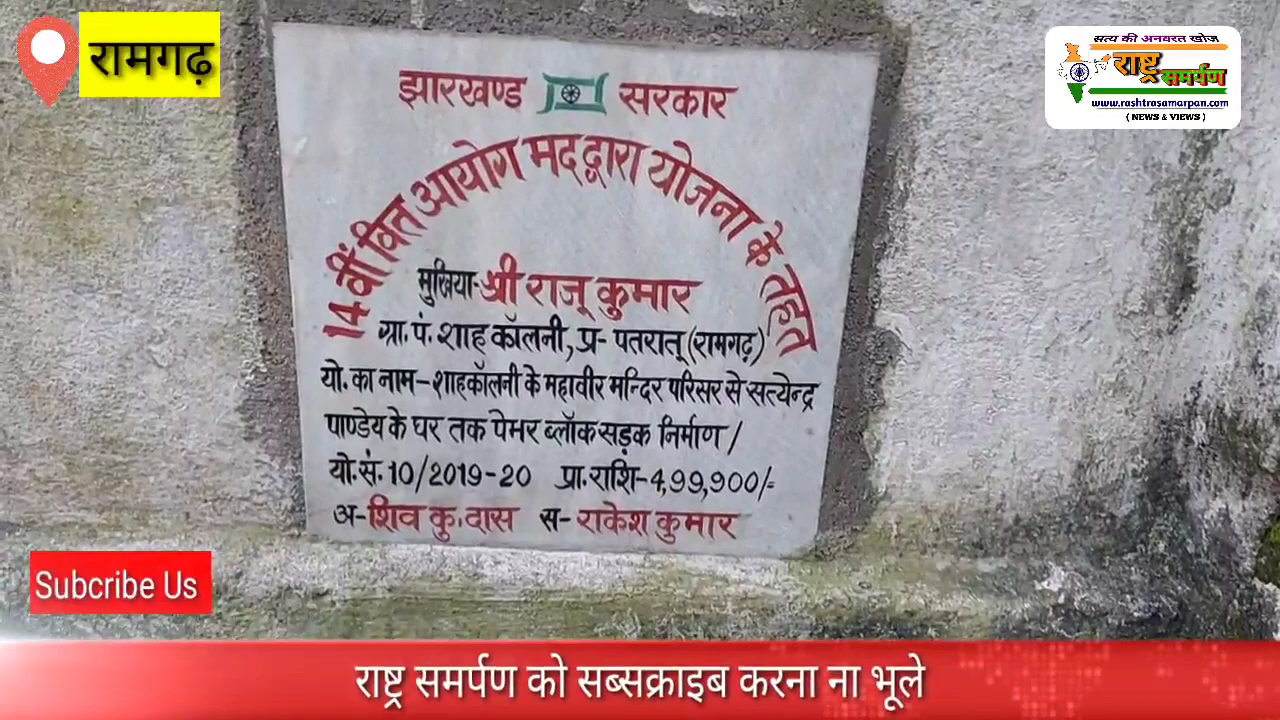 रामगढ़
सत्य की अनवरत खोज
राष्ट्र
समर्पण
www.rashtrasamarpan.com
( NEWS & VIEWS )
झारखण्ड सरकार
14वीं वित आयोग मद द्वारा योजना के तहत
मुखिया-श्री राजू कुमार
ग्रा. पं. शाह कॉलनी, प्र- पतरातू (रामगढ़)
यो. का नाम-शाहकॉलनी के महावीर मन्दिर परिसर से सत्येन्द्र
पाण्डेय के घर तक पेमर ब्लॉक सड़क निर्माण /
यो.सं. 10/2019-20 प्रा. राशि-4,99,900/=
अ-शिव कु. दास स- राकेश कुमार
Subcribe Us
राष्ट्र समर्पण को सब्सक्राइब करना ना भूले